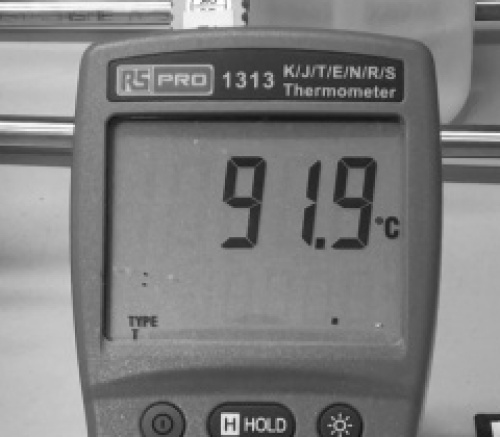 RS PRO 1313 K/J/T/E/N/R/S
Thermometer
91.9 °C
TYPE
T
H HOLD